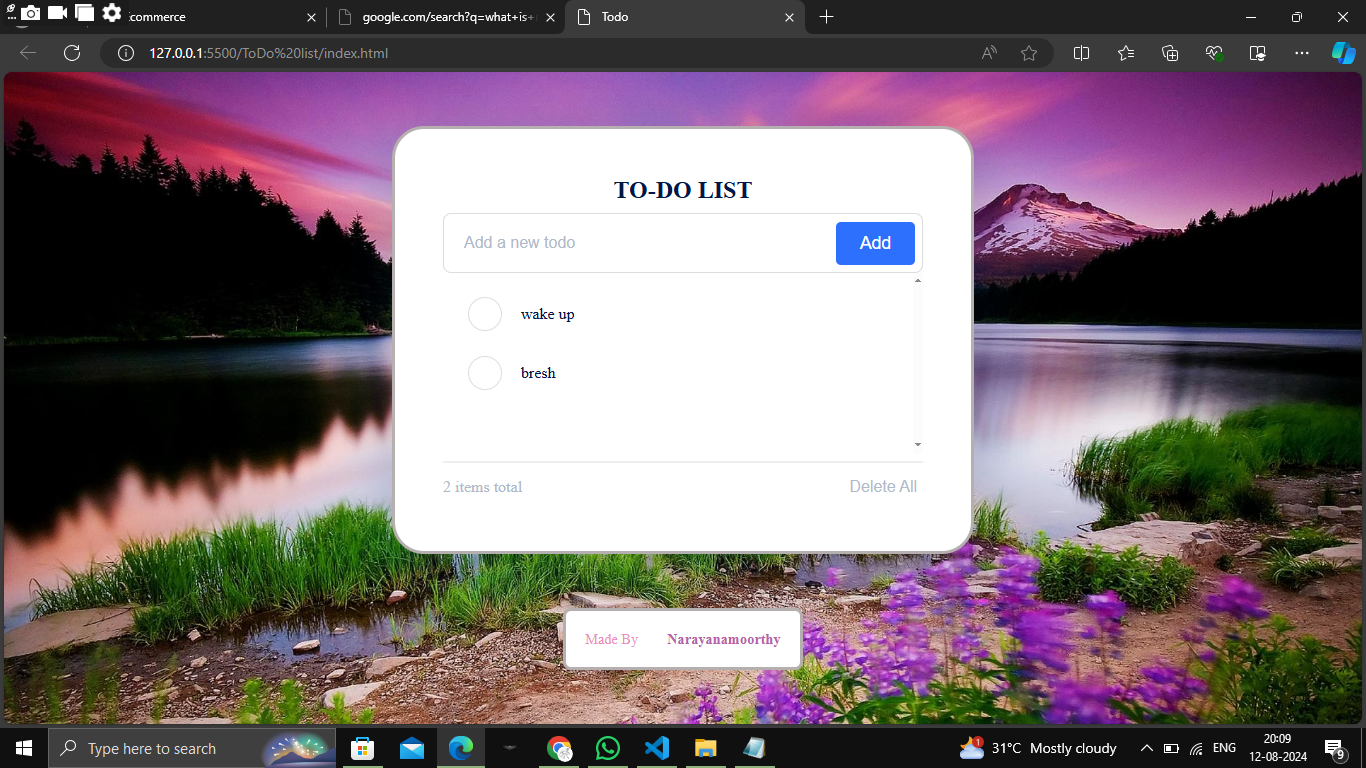 commerce
google.com/search?q=what+is+
Todo
127.0.0.1:5500/ToDo%20list/index.html
TO-DO LIST
Add a new todo
Add
wake up
bresh
2 items total
Delete All
Made By Narayanamoorthy
Type here to search
1
31°C Mostly cloudy
ENG
20:09
12-08-2024
9